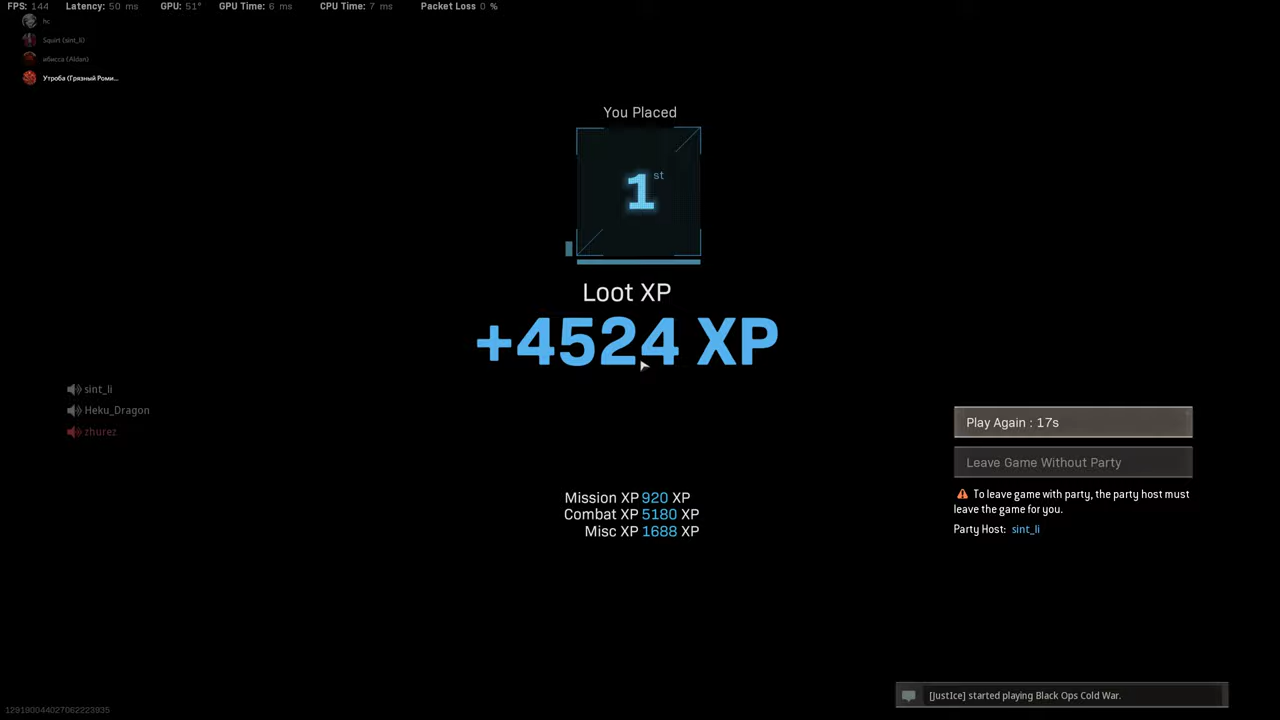 FPS: 144 Latency: 50 ms GPU: 51° GPU Time: 6 ms CPU Time: 7 ms Packet Loss 0 %
hc
Squirt (sint_li)
ибисса (Aldan)
Утроба (Грязный Роми...
You Placed
1st
Loot XP
+4524 XP
sint_li
Heku_Dragon
zhurez
Play Again : 17s
Leave Game Without Party
To leave game with party, the party host must
leave the game for you.
Party Host: sint_li
Mission XP 920 XP
Combat XP 5180 XP
Misc XP 1688 XP
[JustIce] started playing Black Ops Cold War.
129190044027062223935